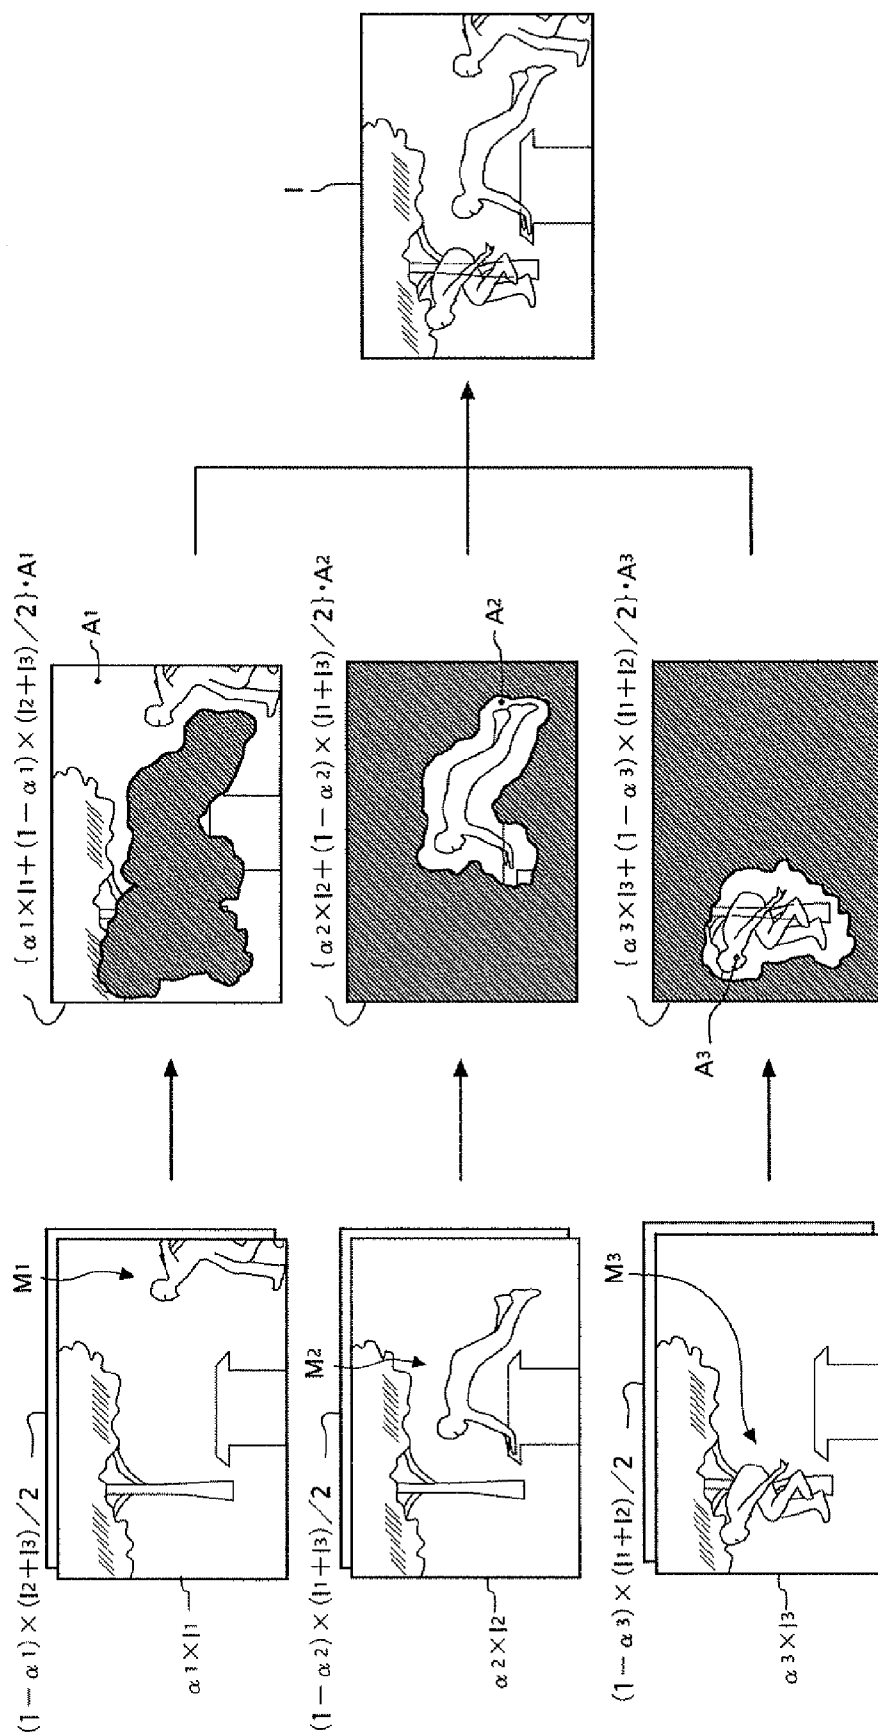 (1－α1)×(I2+I3)/2
M1
α1×I1
{α1×I1+(1－α1)×(I2+I3)/2}･A1
A1
(1－α2)×(I1+I3)/2
M2
α2×I2
{α2×I2+(1－α2)×(I1+I3)/2}･A2
A2
(1－α3)×(I1+I2)/2
M3
α3×I3
{α3×I3+(1－α3)×(I1+I2)/2}･A3
A3
I